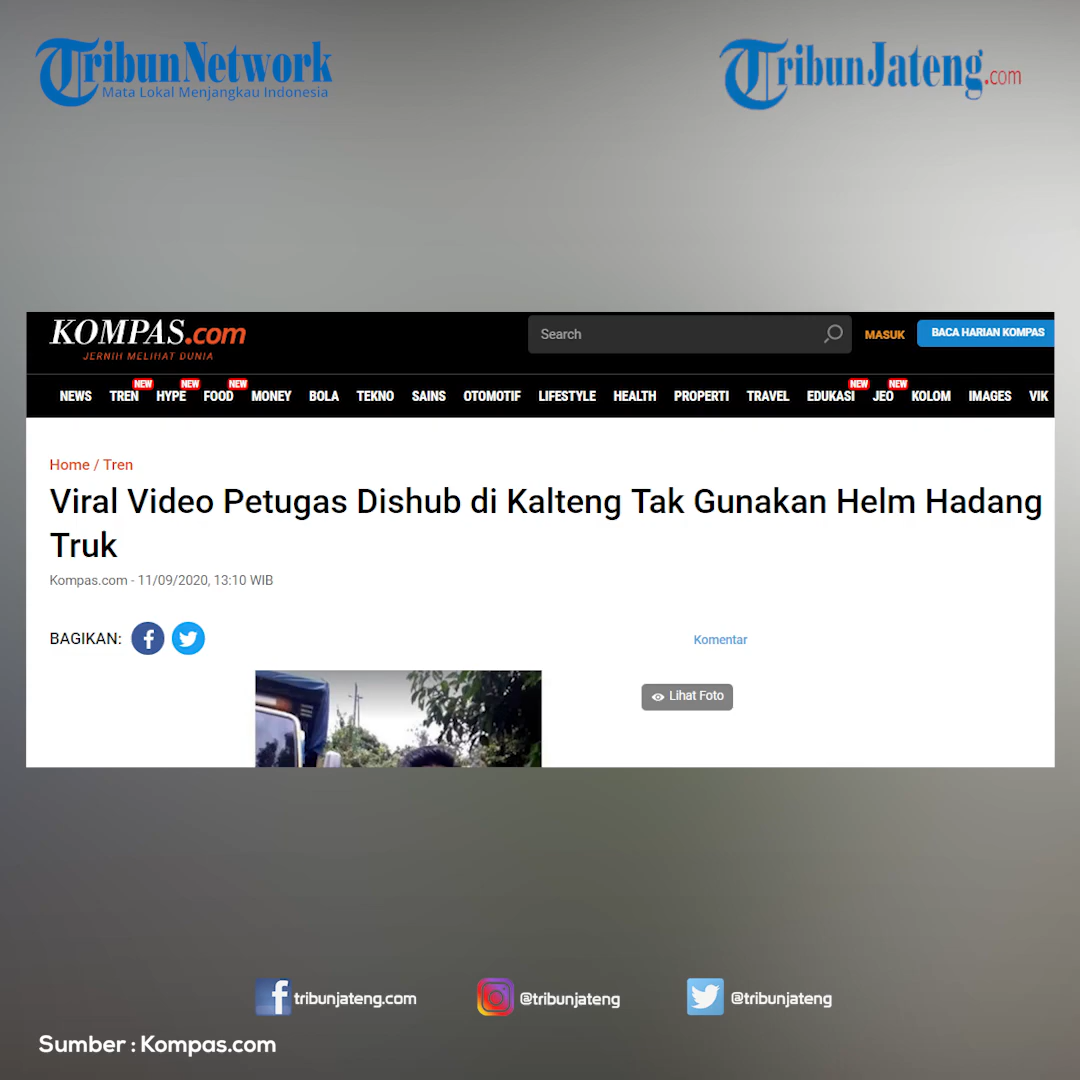 TribunNetwork
Mata Lokal Menjangkau Indonesia
TribunJateng.com
KOMPAS.com
JERNIH MELIHAT DUNIA
Search
MASUK
BACA HARIAN KOMPAS
NEWS TREN NEW HYPE NEW FOOD NEW MONEY BOLA TEKNO SAINS OTOMOTIF LIFESTYLE HEALTH PROPERTI TRAVEL EDUKASI NEW JEO NEW KOLOM IMAGES VIK
Home / Tren
Viral Video Petugas Dishub di Kalteng Tak Gunakan Helm Hadang
Truk
Kompas.com - 11/09/2020, 13:10 WIB
BAGIKAN:
Komentar
Lihat Foto
tribunjateng.com
@tribunjateng
@tribunjateng
Sumber : Kompas.com